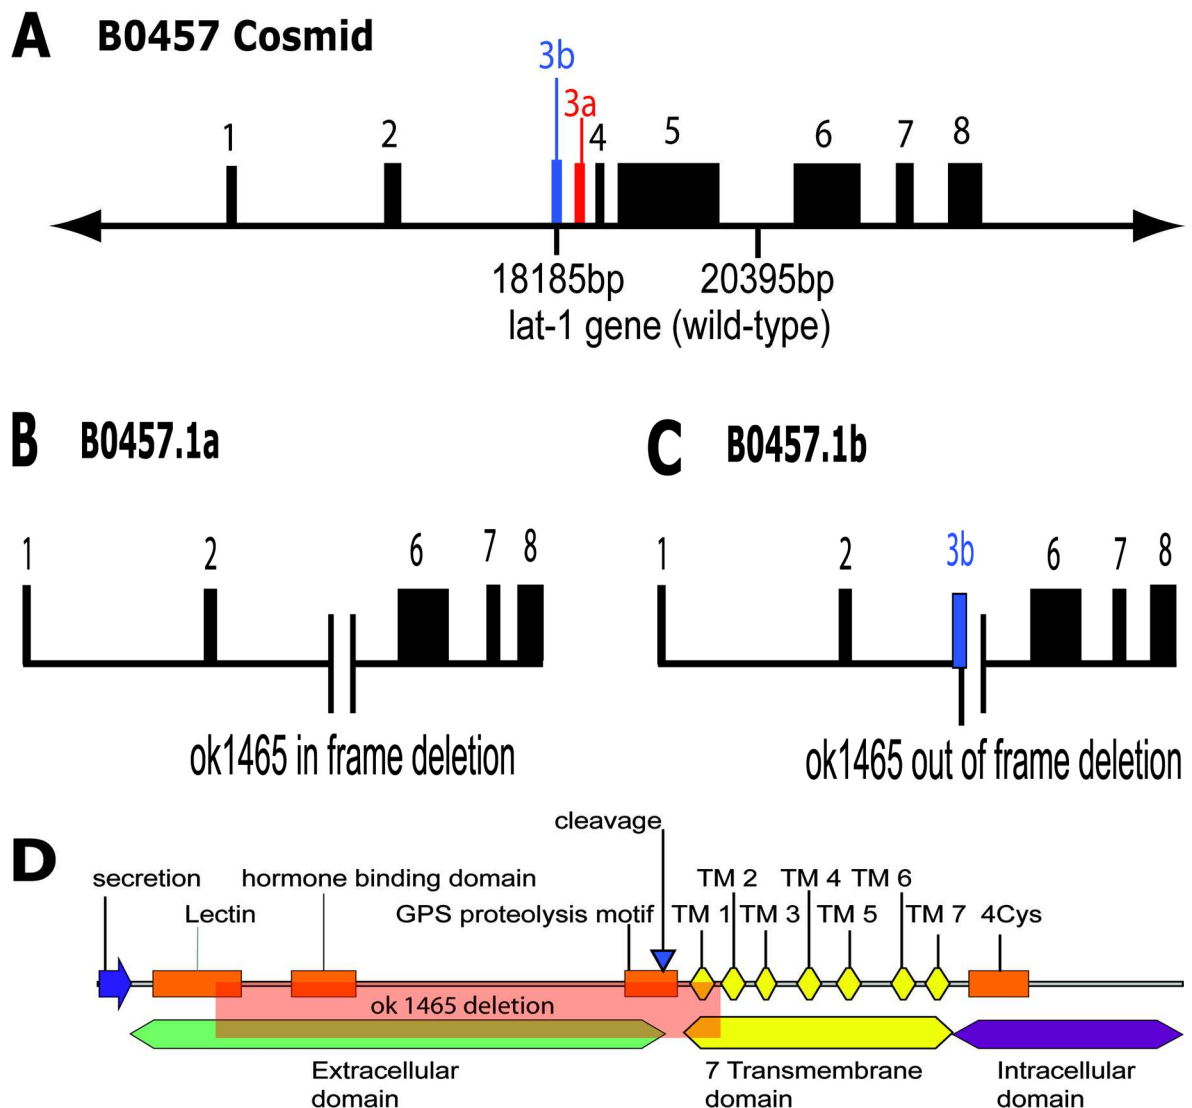 A B0457 Cosmid
3b
3a
1 2 4 5 6 7 8
18185bp 20395bp
lat-1 gene (wild-type)
B B0457.1a
1 2 6 7 8
ok1465 in frame deletion
C B0457.1b
1 2 3b 6 7 8
ok1465 out of frame deletion
D
cleavage
secretion hormone binding domain TM 2 TM 4 TM 6
Lectin GPS proteolysis motif TM 1 TM 3 TM 5 TM 7 4Cys
ok 1465 deletion
Extracellular
domain
7 Transmembrane
domain
Intracellular
domain